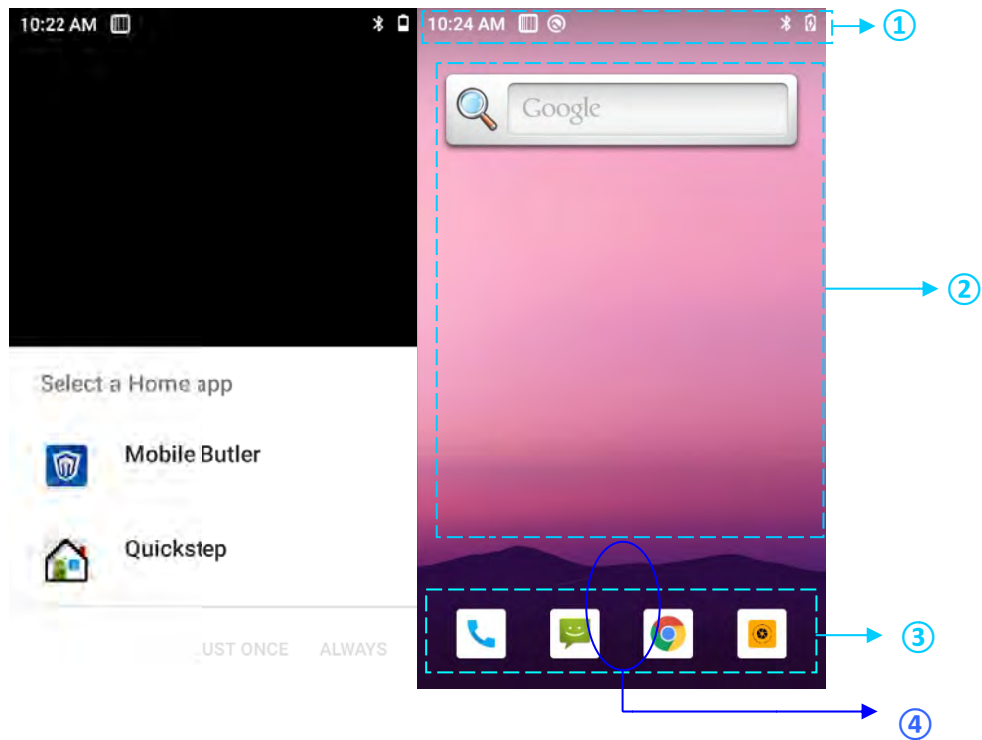 10:22 AM
Select a Home app
Mobile Butler
Quickstep
UST ONCE ALWAYS
10:24 AM
①
Google
②
③
④